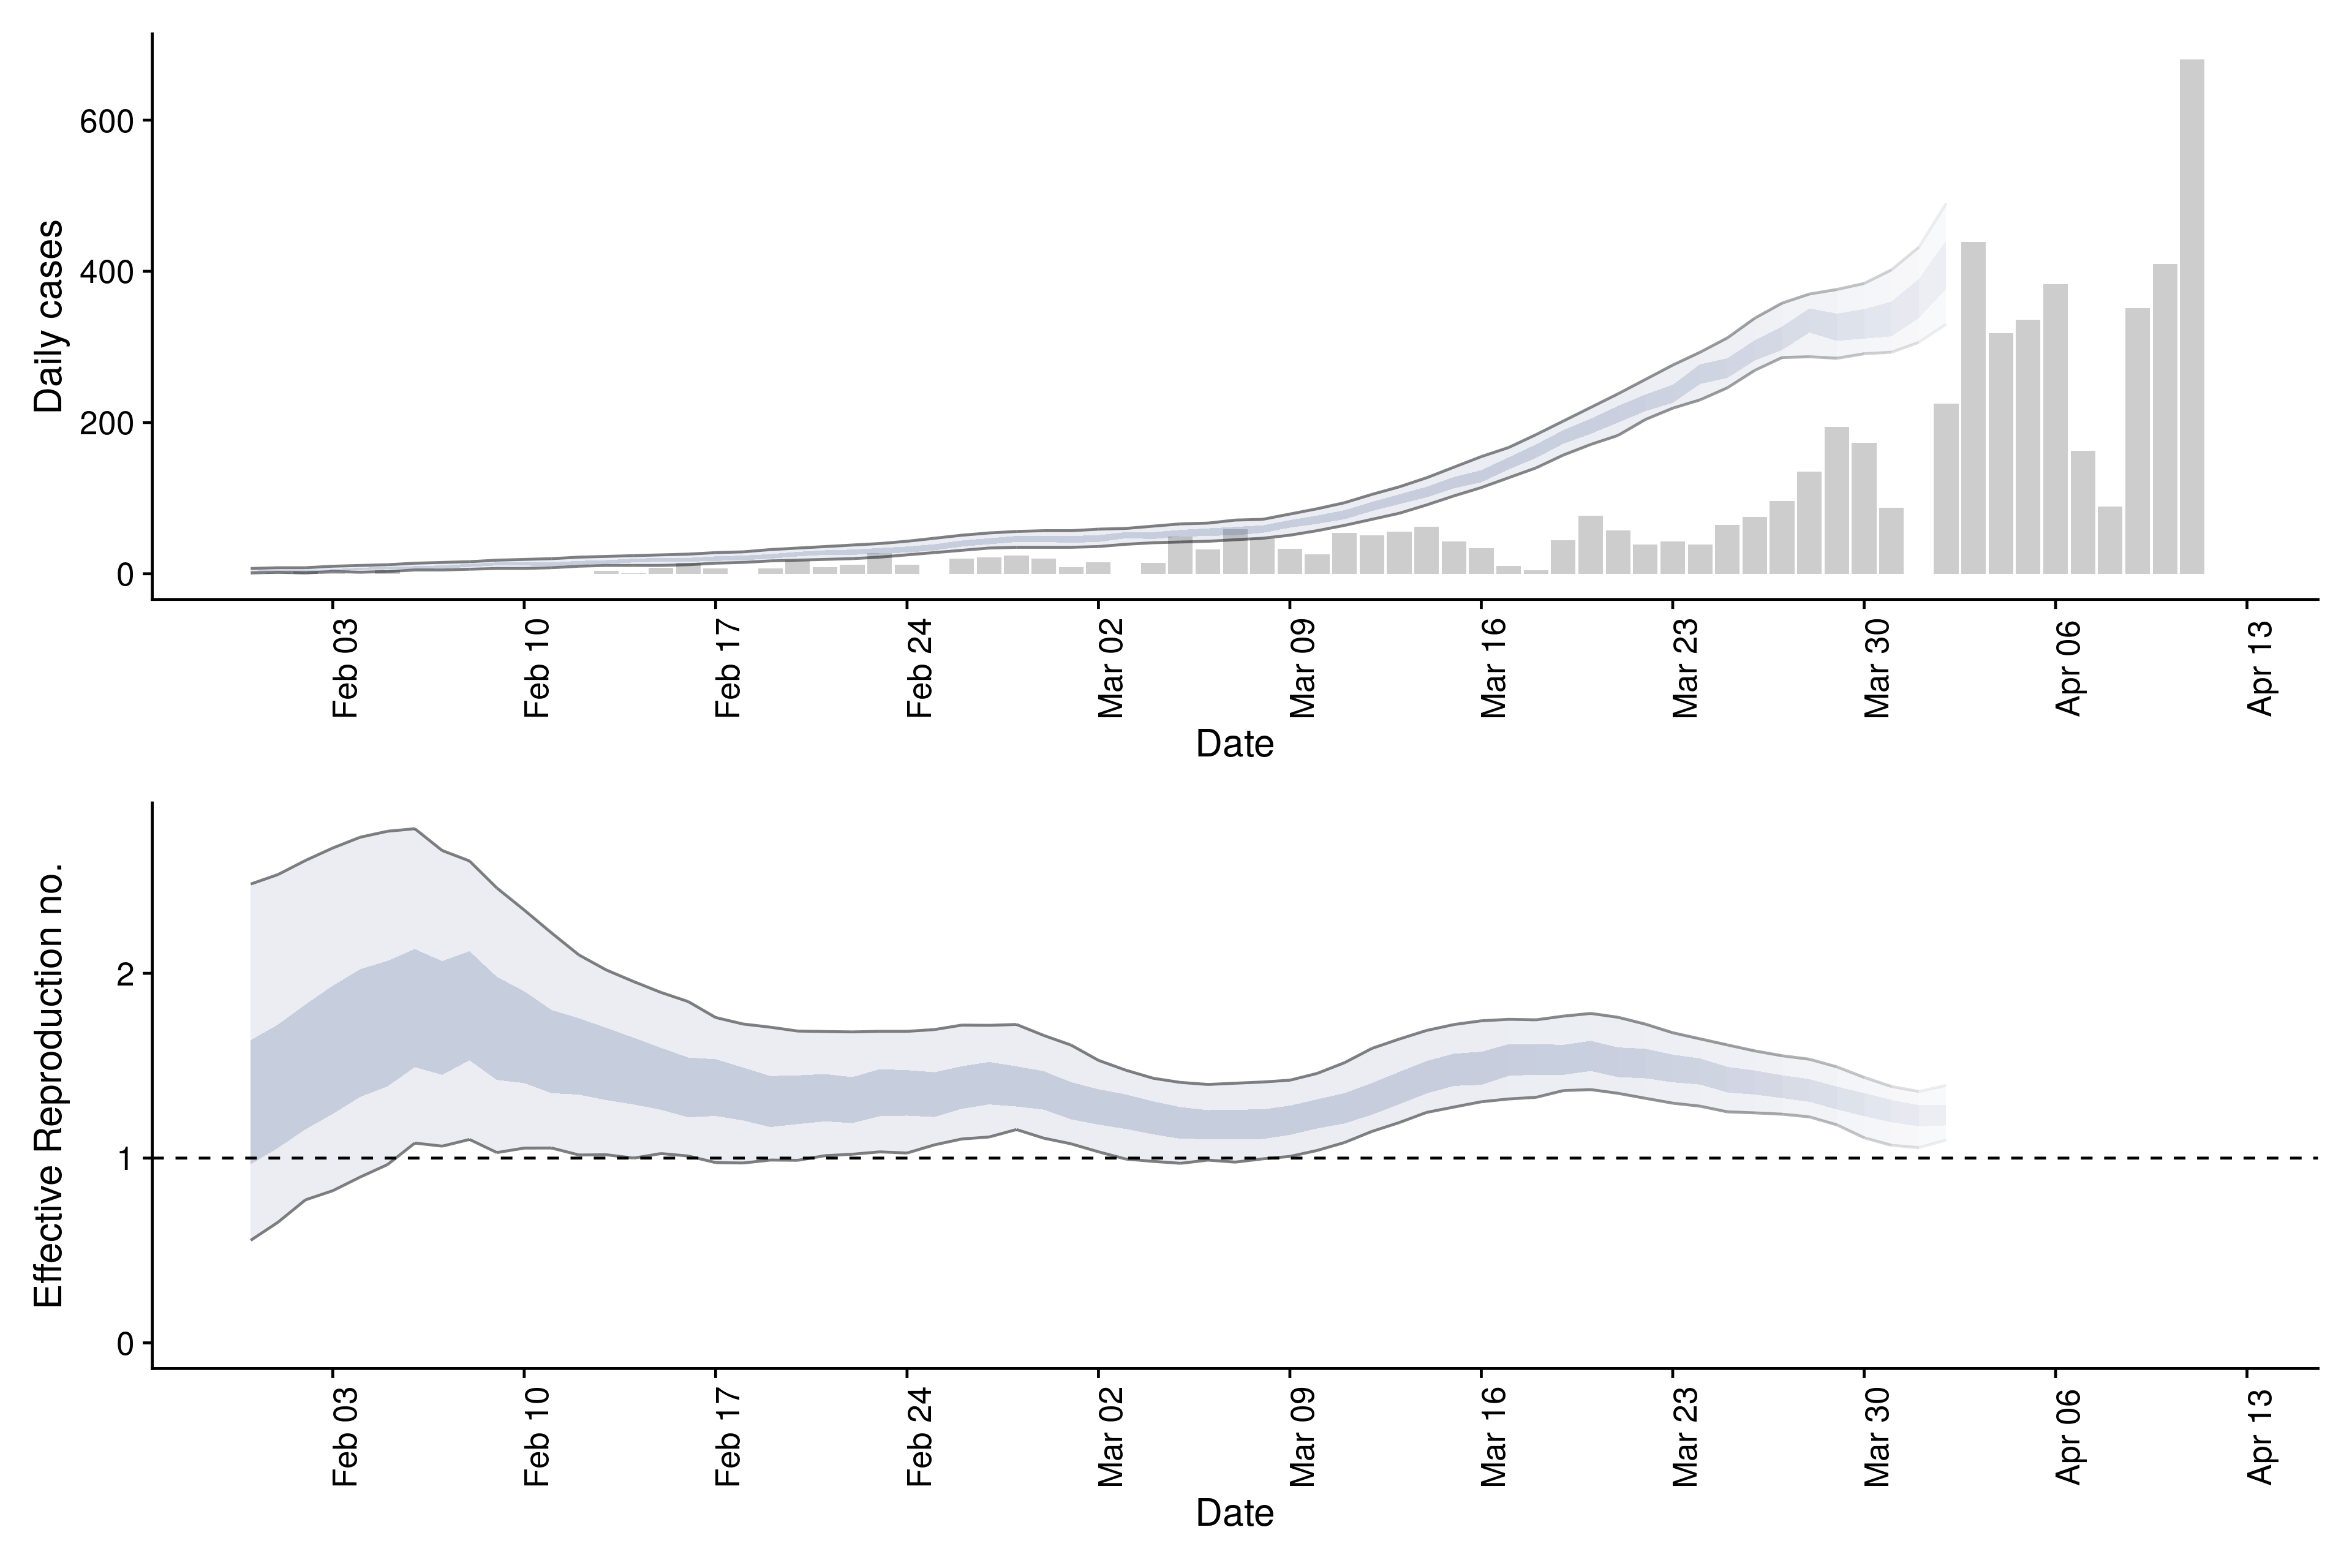 Daily cases
600
400
200
0
Feb 03
Feb 10
Feb 17
Feb 24
Mar 02
Mar 09
Mar 16
Mar 23
Mar 30
Apr 06
Apr 13
Date
Effective Reproduction no.
2
1
0
Feb 03
Feb 10
Feb 17
Feb 24
Mar 02
Mar 09
Mar 16
Mar 23
Mar 30
Apr 06
Apr 13
Date